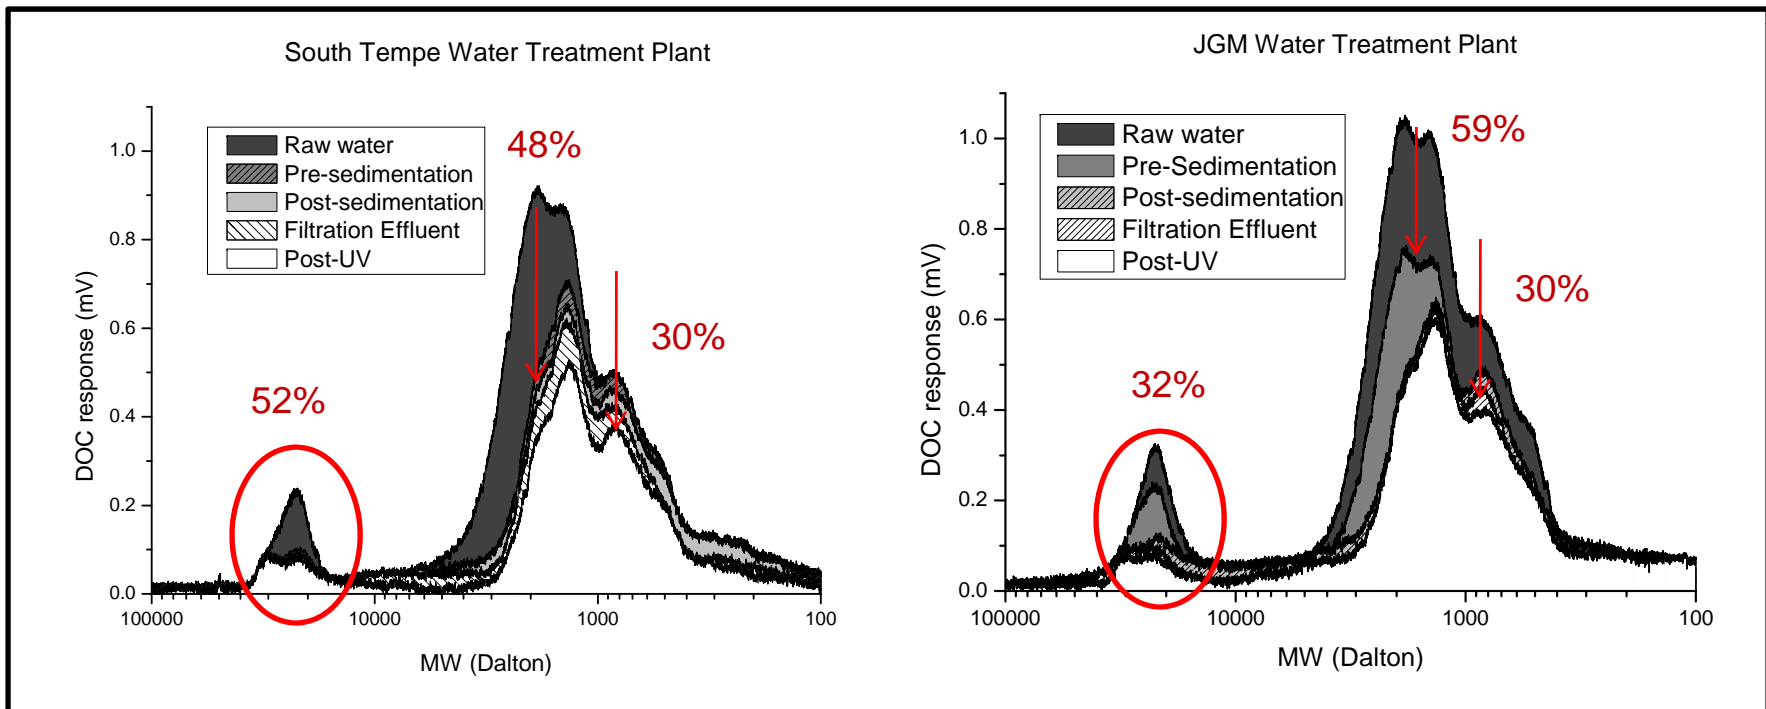 South Tempe Water Treatment Plant
Raw water
Pre-sedimentation
Post-sedimentation
Filtration Effluent
Post-UV
48%
30%
52%
DOC response (mV)
1.0
0.8
0.6
0.4
0.2
0.0
100000
10000
1000
100
MW (Dalton)
JGM Water Treatment Plant
Raw water
Pre-Sedimentation
Post-sedimentation
Filtration Effluent
Post-UV
59%
30%
32%
DOC response (mV)
1.0
0.8
0.6
0.4
0.2
0.0
100000
10000
1000
100
MW (Dalton)